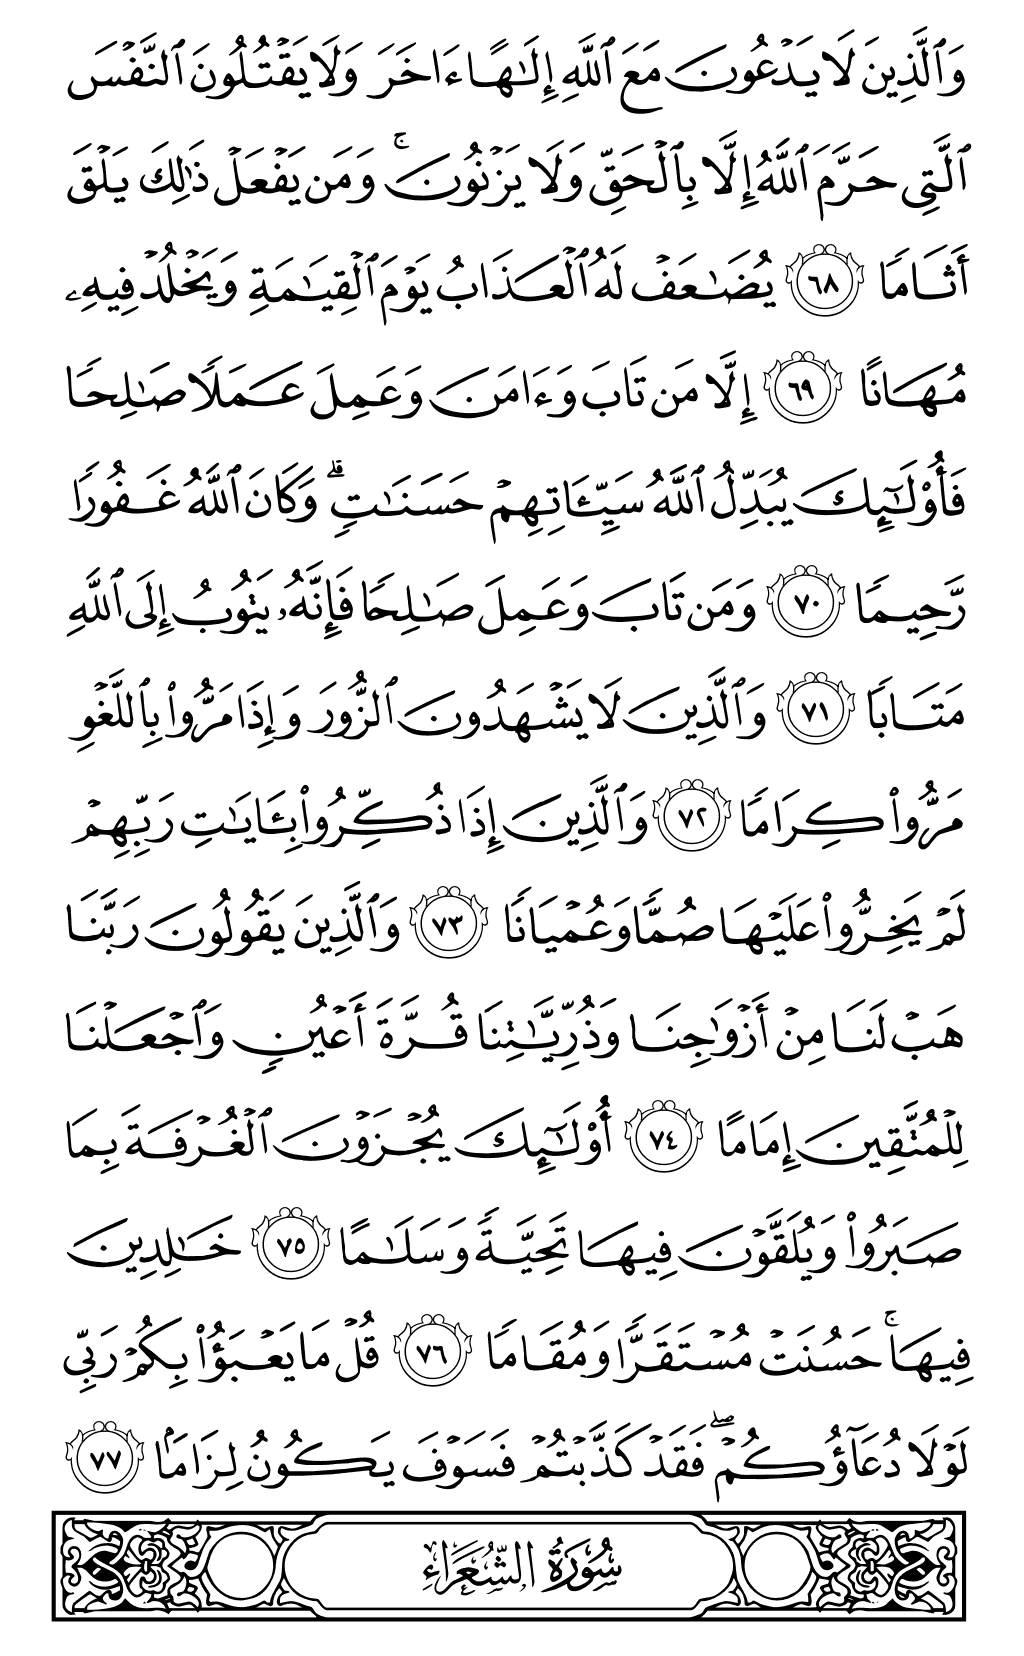 وَٱلَّذِينَ لَا يَدْعُونَ مَعَ ٱللَّهِ إِلَٰهًا ءَاخَرَ وَلَا يَقْتُلُونَ ٱلنَّفْسَ
ٱلَّتِى حَرَّمَ ٱللَّهُ إِلَّا بِٱلْحَقِّ وَلَا يَزْنُونَ ۚ وَمَن يَفْعَلْ ذَٰلِكَ يَلْقَ
أَثَامًا ٦٨ يُضَٰعَفْ لَهُ ٱلْعَذَابُ يَوْمَ ٱلْقِيَٰمَةِ وَيَخْلُدْ فِيهِۦ
مُهَانًا ٦٩ إِلَّا مَن تَابَ وَءَامَنَ وَعَمِلَ عَمَلًا صَٰلِحًا
فَأُو۟لَٰٓئِكَ يُبَدِّلُ ٱللَّهُ سَيِّـَٔاتِهِمْ حَسَنَٰتٍ ۗ وَكَانَ ٱللَّهُ غَفُورًا
رَّحِيمًا ٧٠ وَمَن تَابَ وَعَمِلَ صَٰلِحًا فَإِنَّهُۥ يَتُوبُ إِلَى ٱللَّهِ
مَتَابًا ٧١ وَٱلَّذِينَ لَا يَشْهَدُونَ ٱلزُّورَ وَإِذَا مَرُّوا۟ بِٱللَّغْوِ
مَرُّوا۟ كِرَامًا ٧٢ وَٱلَّذِينَ إِذَا ذُكِّرُوا۟ بِـَٔايَٰتِ رَبِّهِمْ
لَمْ يَخِرُّوا۟ عَلَيْهَا صُمًّا وَعُمْيَانًا ٧٣ وَٱلَّذِينَ يَقُولُونَ رَبَّنَا
هَبْ لَنَا مِنْ أَزْوَٰجِنَا وَذُرِّيَّٰتِنَا قُرَّةَ أَعْيُنٍ وَٱجْعَلْنَا
لِلْمُتَّقِينَ إِمَامًا ٧٤ أُو۟لَٰٓئِكَ يُجْزَوْنَ ٱلْغُرْفَةَ بِمَا
صَبَرُوا۟ وَيُلَقَّوْنَ فِيهَا تَحِيَّةً وَسَلَٰمًا ٧٥ خَٰلِدِينَ
فِيهَا ۚ حَسُنَتْ مُسْتَقَرًّا وَمُقَامًا ٧٦ قُلْ مَا يَعْبَؤُا۟ بِكُمْ رَبِّى
لَوْلَا دُعَآؤُكُمْ ۖ فَقَدْ كَذَّبْتُمْ فَسَوْفَ يَكُونُ لِزَامًۢا ٧٧
سُورَةُ الشُّعَرَاءِ